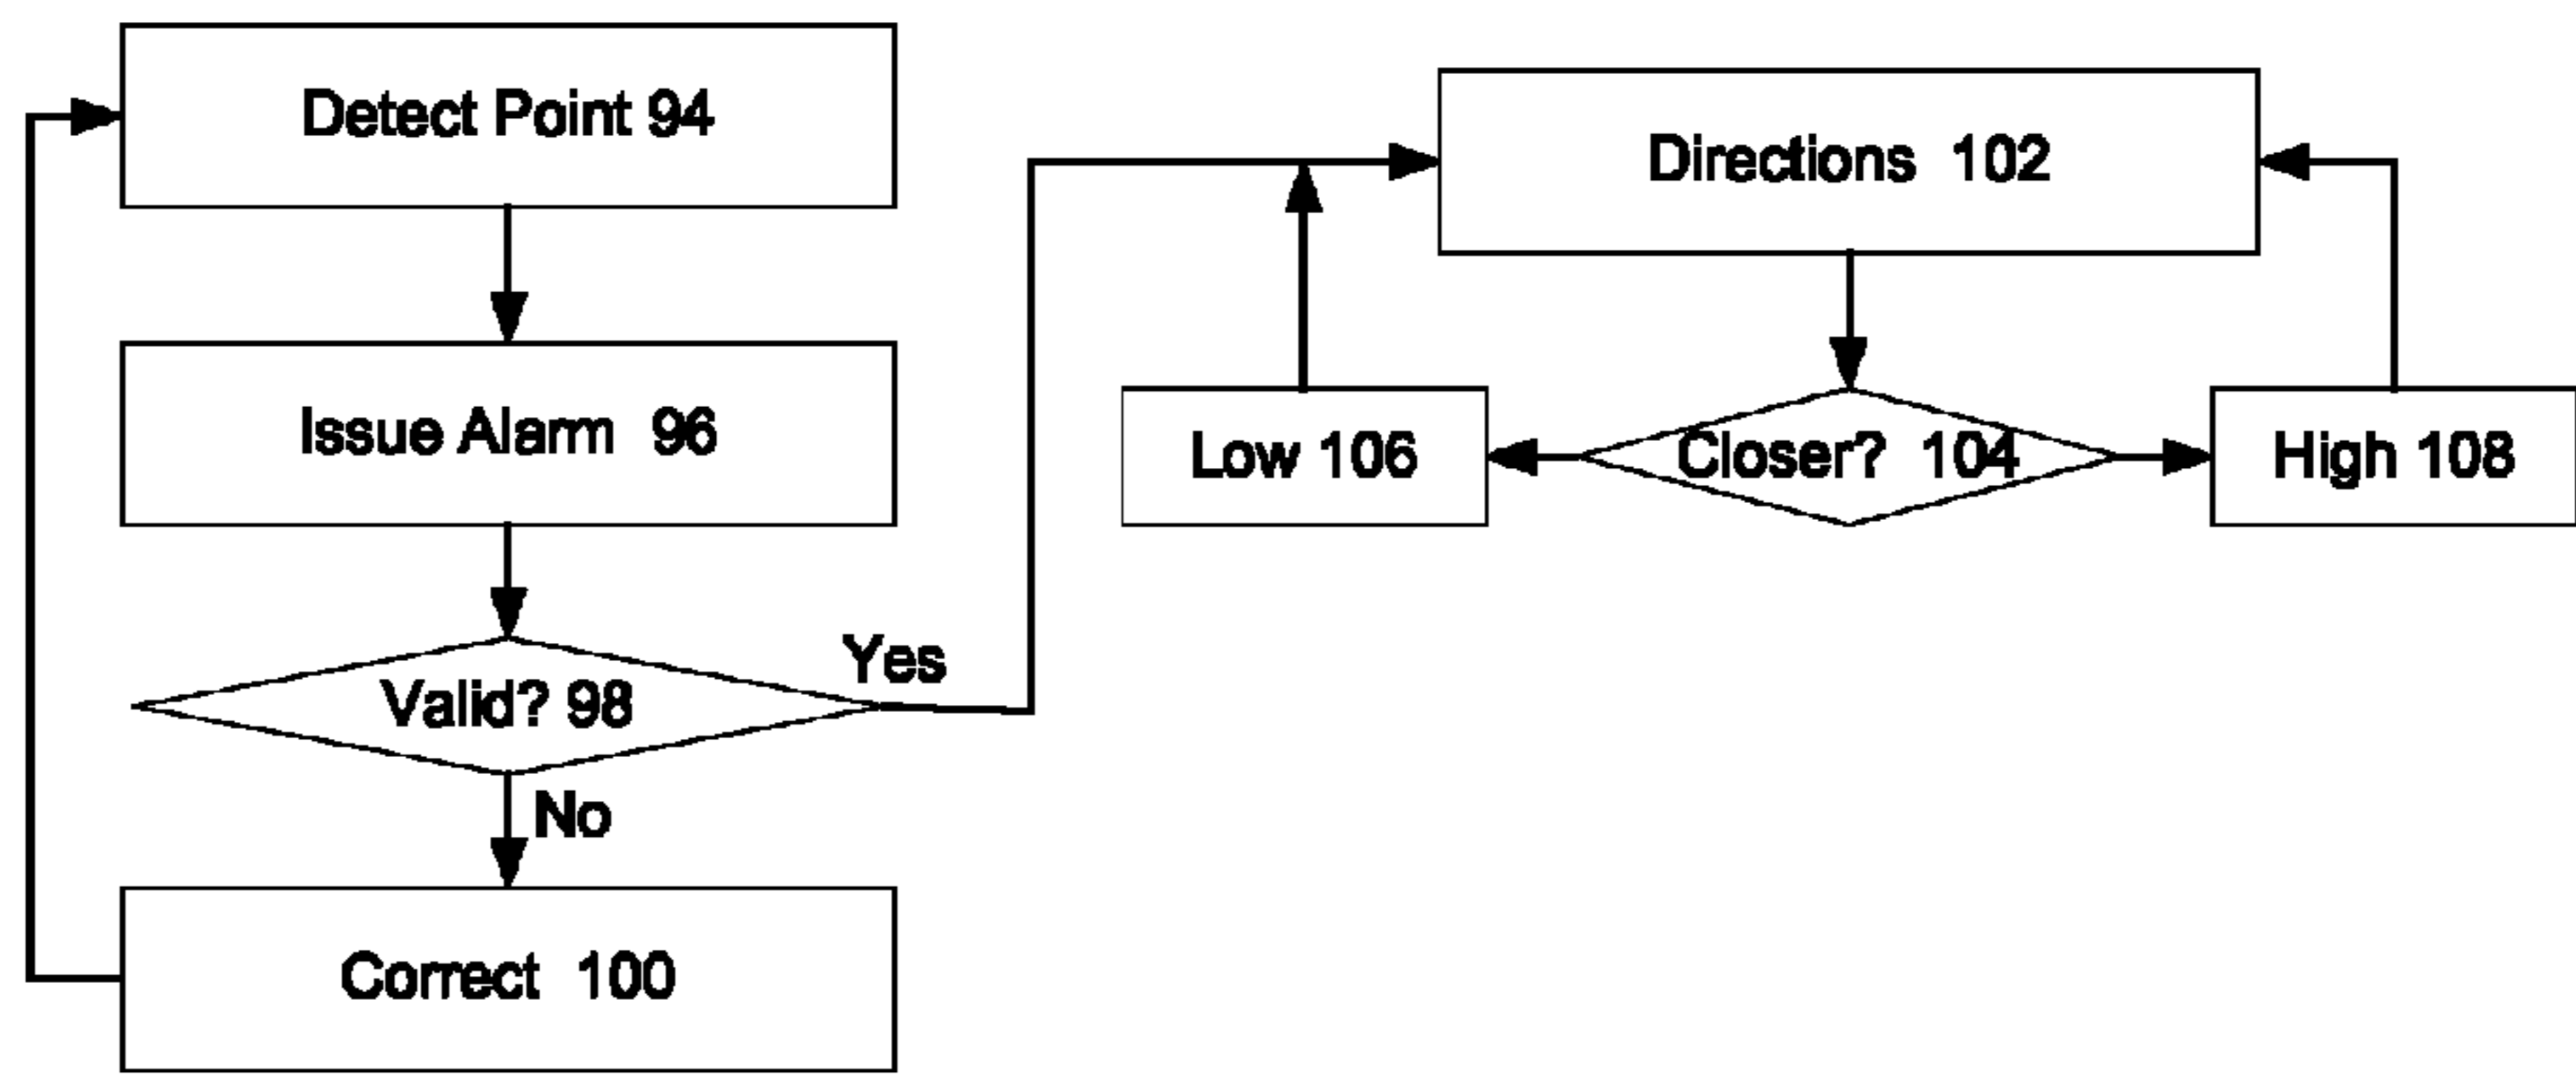 Detect Point 94
Issue Alarm 96
Valid? 98
Yes
No
Correct 100
Directions 102
Low 106
Closer? 104
High 108